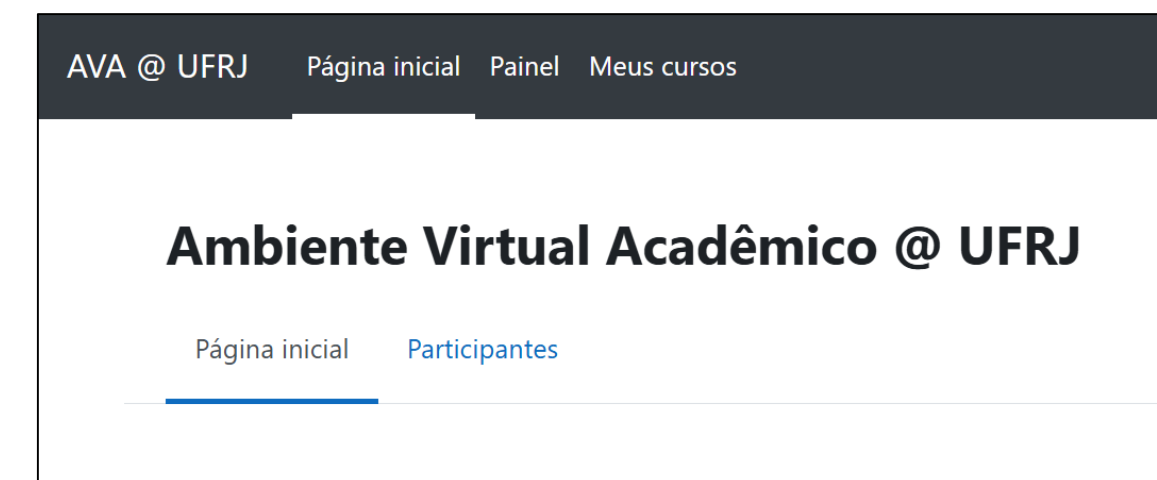 AVA @ UFRJ Página inicial Painel Meus cursos
Ambiente Virtual Acadêmico @ UFRJ
Página inicial Participantes